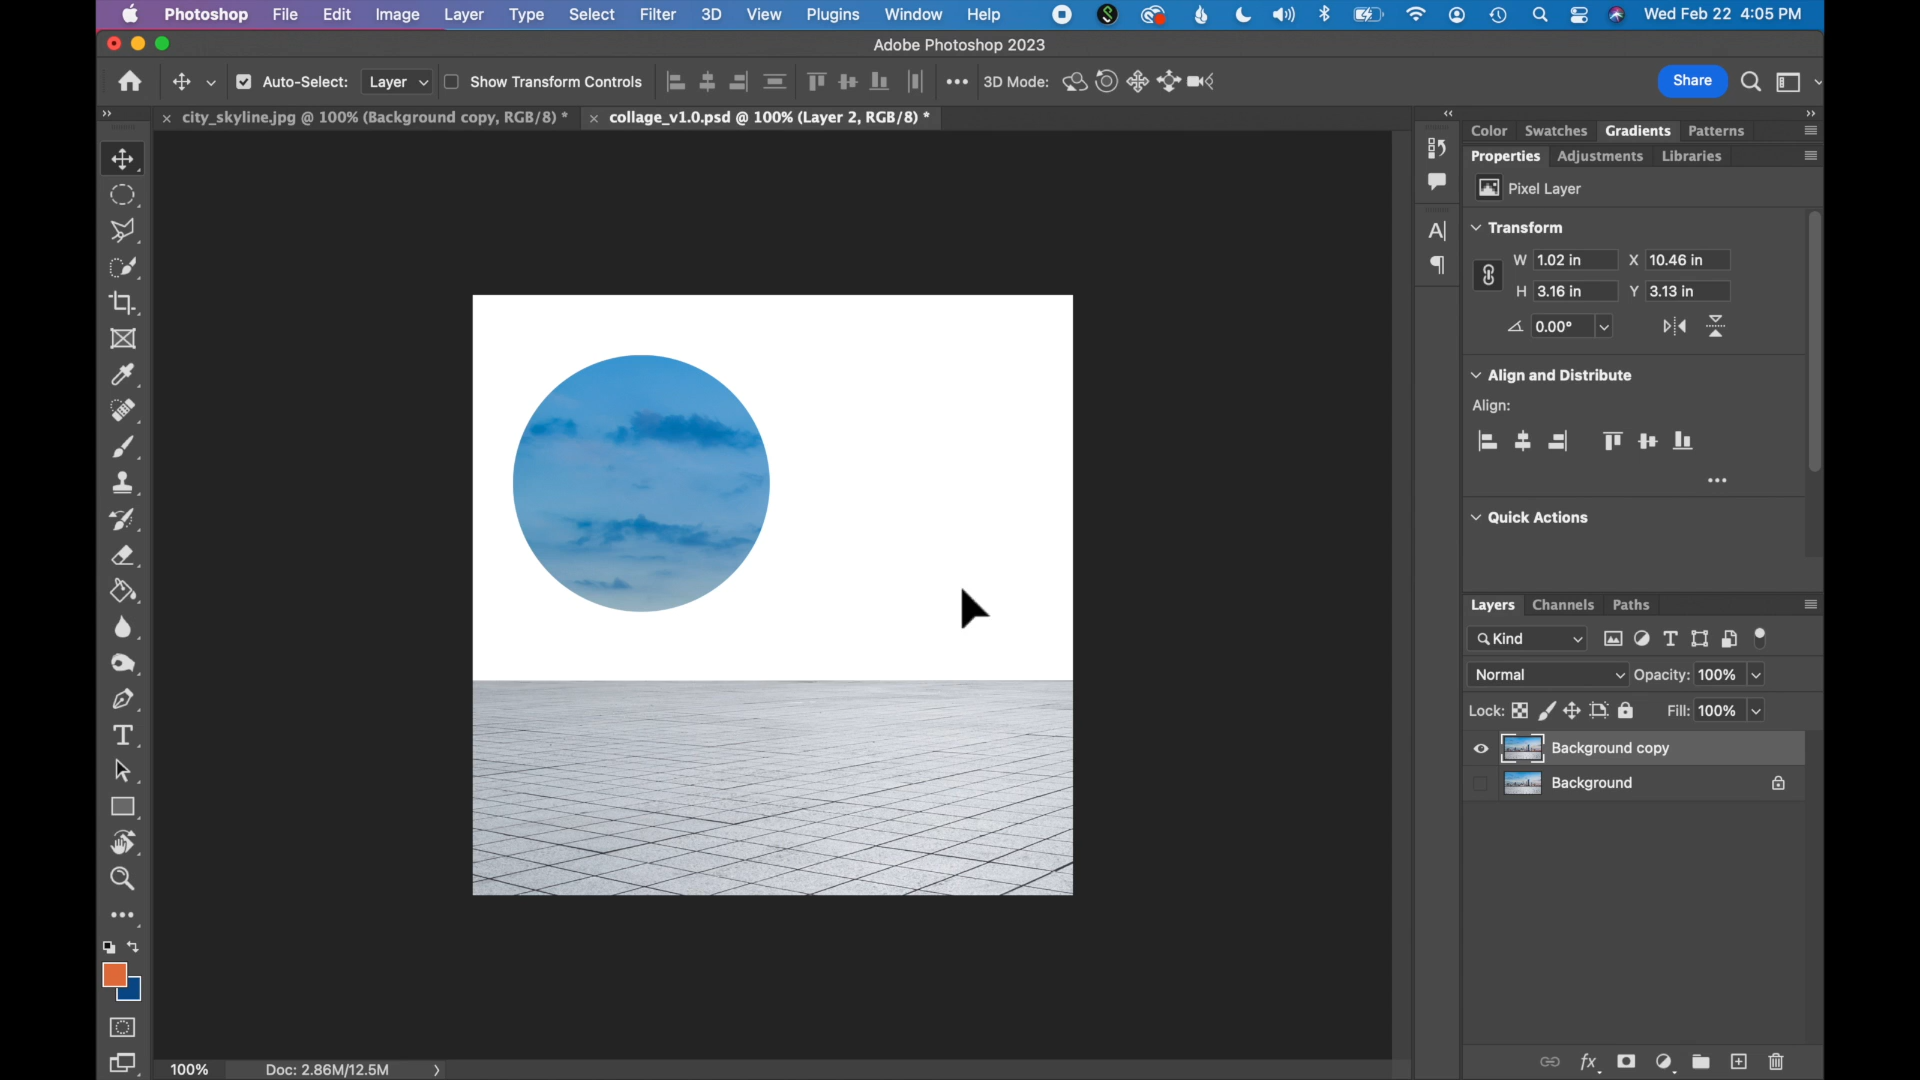 Photoshop File Edit Image Layer Type Select Filter 3D View Plugins Window Help Wed Feb 22 4:05 PM
Adobe Photoshop 2023
Auto-Select: Layer Show Transform Controls 3D Mode: Share
city_skyline.jpg @ 100% (Background copy, RGB/8) * collage_v1.0.psd @ 100% (Layer 2, RGB/8) *
Color Swatches Gradients Patterns
Properties Adjustments Libraries
Pixel Layer
Transform
W 1.02 in X 10.46 in
H 3.16 in Y 3.13 in
0.00°
Align and Distribute
Align:
Quick Actions
Layers Channels Paths
Kind
Normal Opacity: 100%
Lock: Fill: 100%
Background copy
Background
100% Doc: 2.86M/12.5M